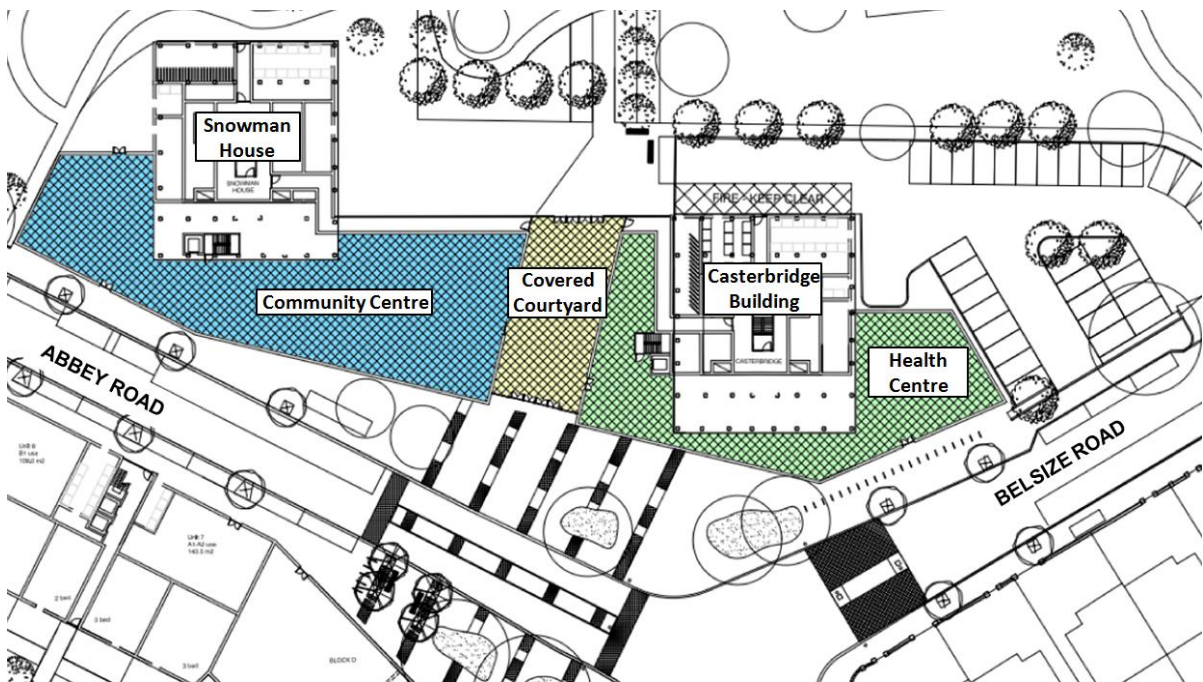 Snowman
House
SNOWMAN
HOUSE
FIRE - KEEP CLEAR
Community Centre
Covered
Courtyard
Casterbridge
Building
CASTERBRIDGE
Health
Centre
ABBEY ROAD
BELSIZE ROAD
Unit 8
B1 use
Unit 7
A1-A2 use
2 bed
3 bed
3 bed
BLOCK D